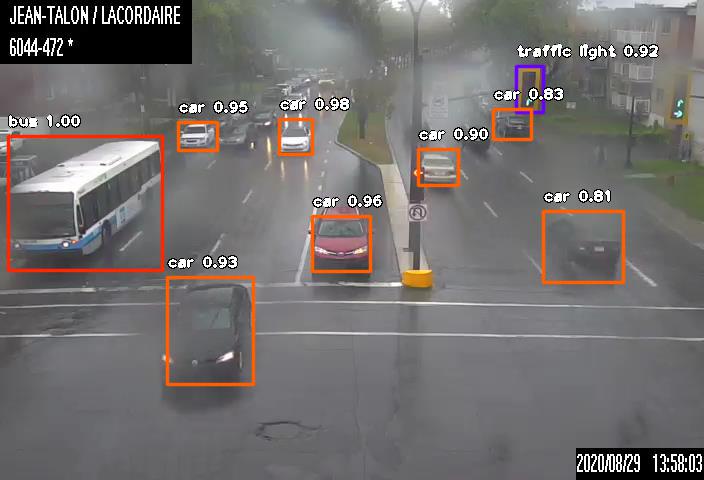 JEAN-TALON / LACORDAIRE
6044-472 *
traffic light 0.92
car 0.83
car 0.95
car 0.98
bus 1.00
car 0.90
car 0.96
car 0.81
car 0.93
2020/08/29 13:58:03